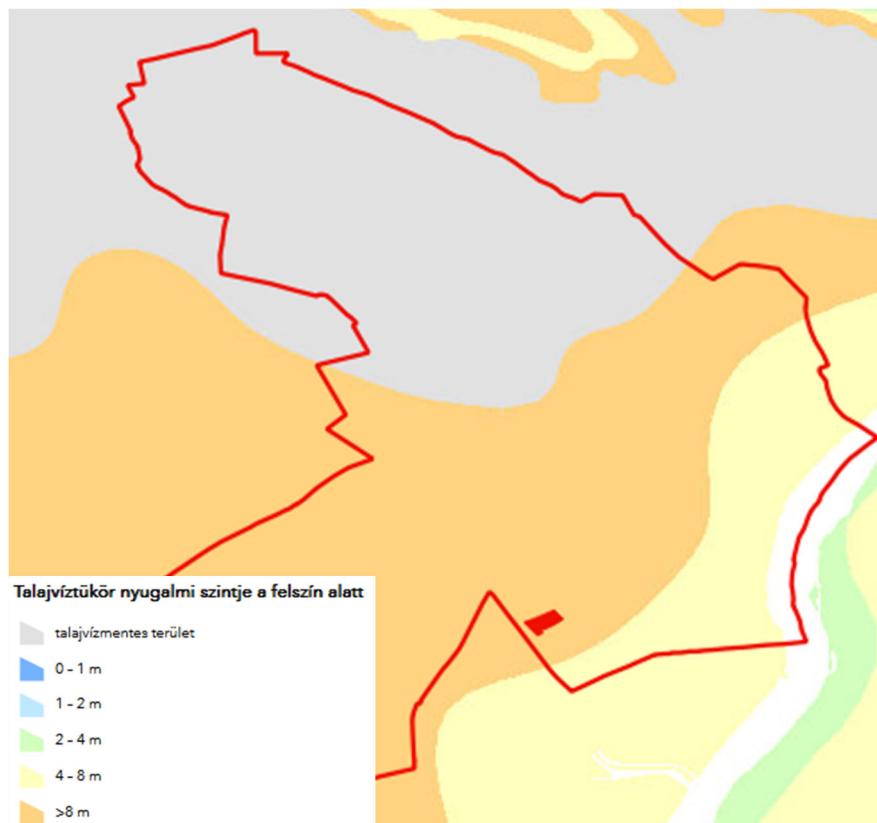 Talajvíztükör nyugalmi szintje a felszín alatt
talajvízmentes terület
0 - 1 m
1 - 2 m
2 - 4 m
4 - 8 m
>8 m